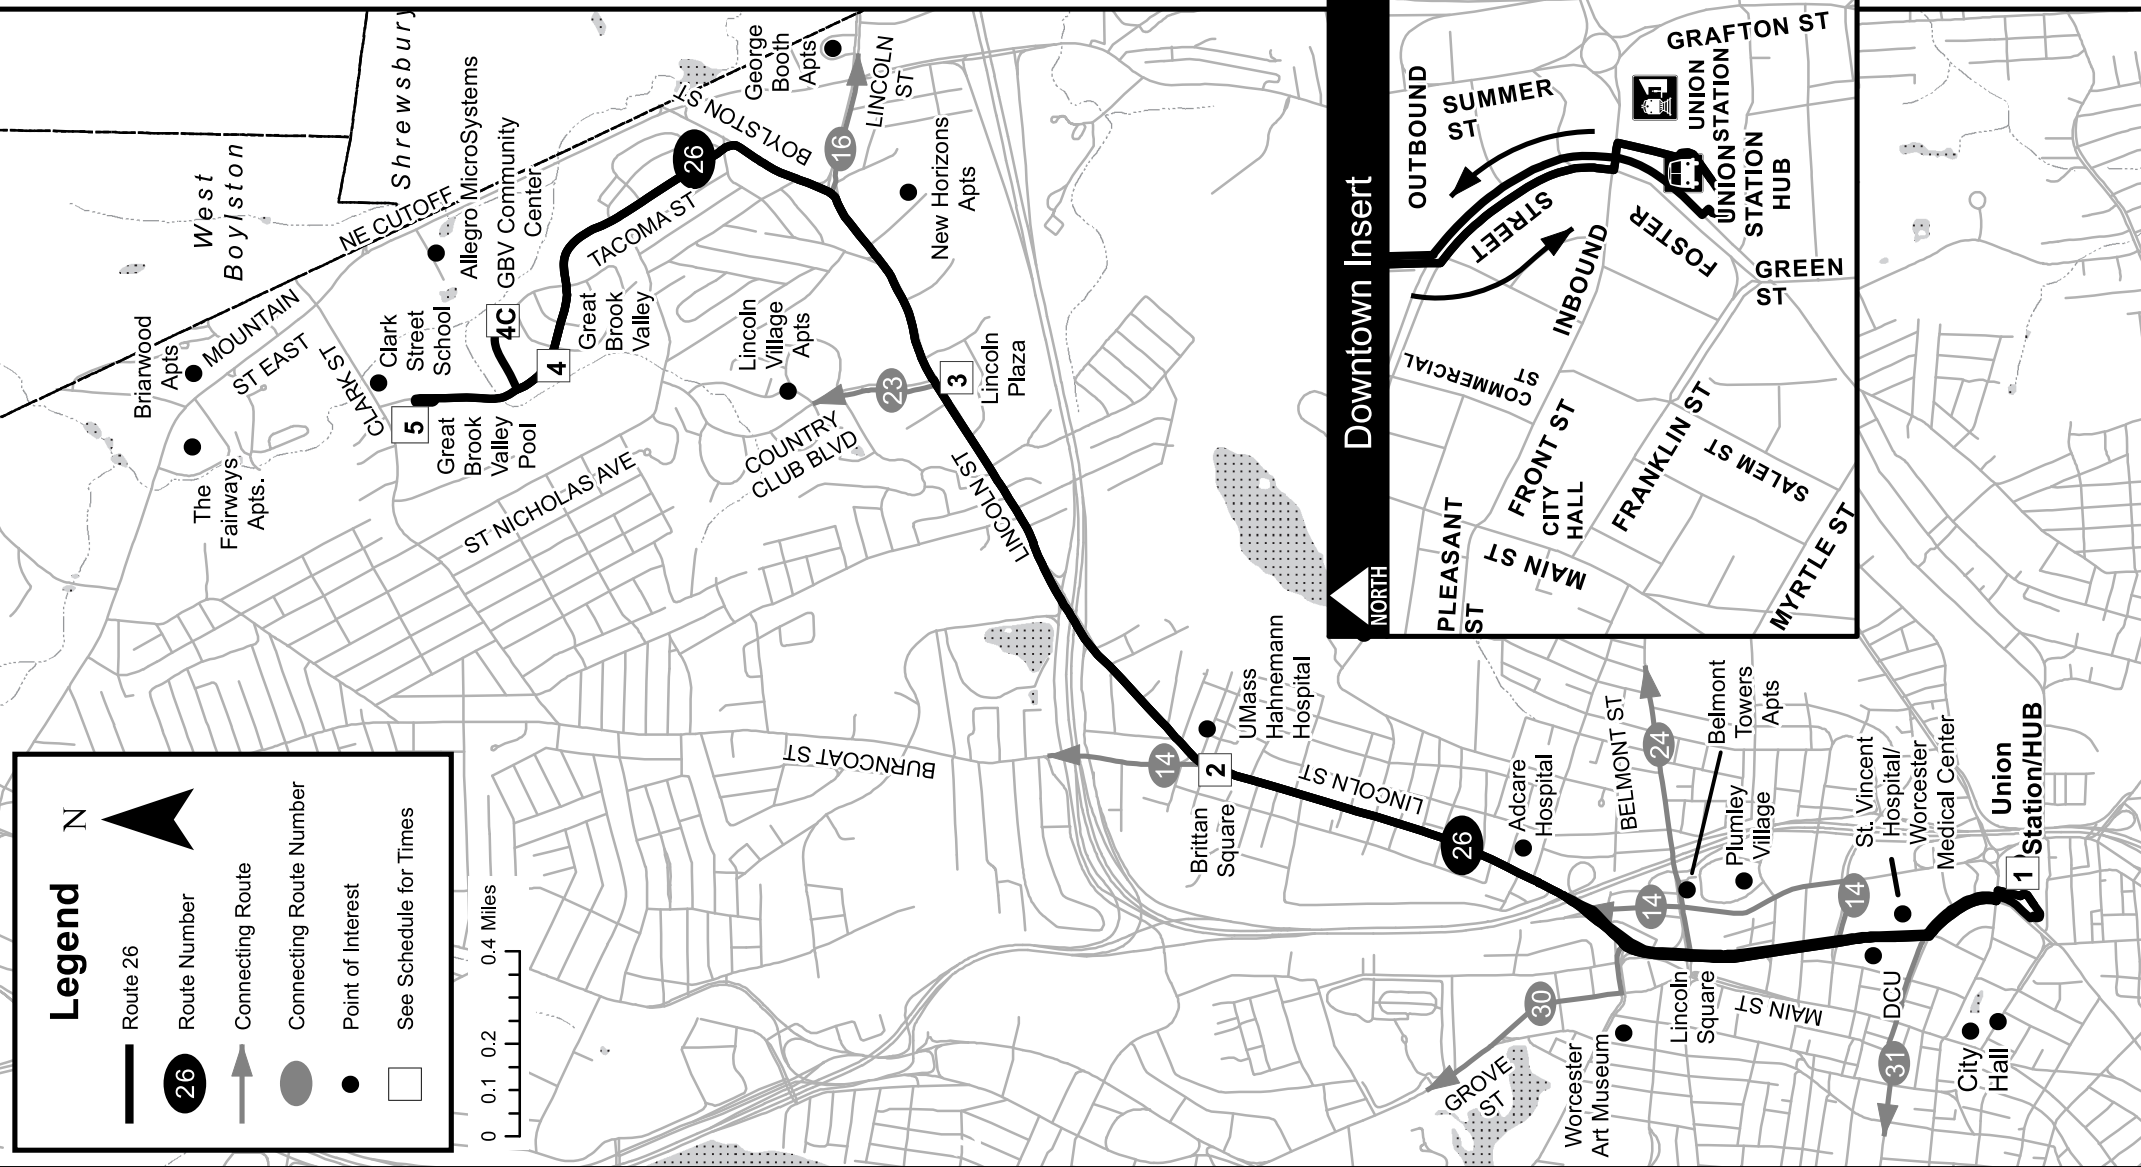 Legend
Route 26
26
Route Number
Connecting Route
Connecting Route Number
Point of Interest
See Schedule for Times
N
0
0.1
0.2
0.4 Miles
West
Boylston
Shrewsbury
NE CUTOFF
Allegro MicroSystems
4C
GBV Community
Center
Briarwood
Apts
MOUNTAIN
ST EAST
CLARK ST
Clark
Street
School
The
Fairways
Apts.
5
Great
Brook
Valley
Pool
4
Great
Brook
Valley
TACOMA ST
26
BOYLSTON ST
George
Booth
Apts
16
LINCOLN
ST
New Horizons
Apts
Lincoln
Village
Apts
23
3
Lincoln
Plaza
COUNTRY
CLUB BLVD
ST NICHOLAS AVE
LINCOLN ST
BURNCOAT ST
14
2
Brittan
Square
UMass
Hahnemann
Hospital
LINCOLN ST
26
Adcare
Hospital
BELMONT ST
24
Belmont
Towers
Apts
Plumley
Village
14
14
St. Vincent
Hospital/
Worcester
Medical Center
Union
Station/HUB
1
30
GROVE
ST
Worcester
Art Museum
Lincoln
Square
MAIN ST
DCU
31
City
Hall
Downtown Insert
NORTH
OUTBOUND
SUMMER
ST
GRAFTON ST
UNION
STATION
UNION
STATION
HUB
STREET
FOSTER
INBOUND
GREEN
ST
COMMERCIAL
ST
FRONT ST
CITY
HALL
FRANKLIN ST
SALEM ST
PLEASANT
ST
MAIN ST
MYRTLE ST